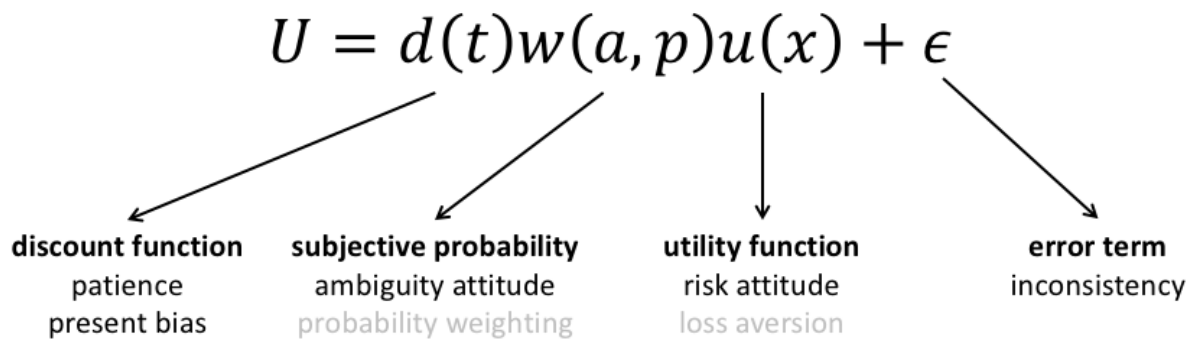 U = d(t)w(a, p)u(x) + ϵ
discount function subjective probability utility function error term
patience ambiguity attitude risk attitude inconsistency
present bias probability weighting loss aversion